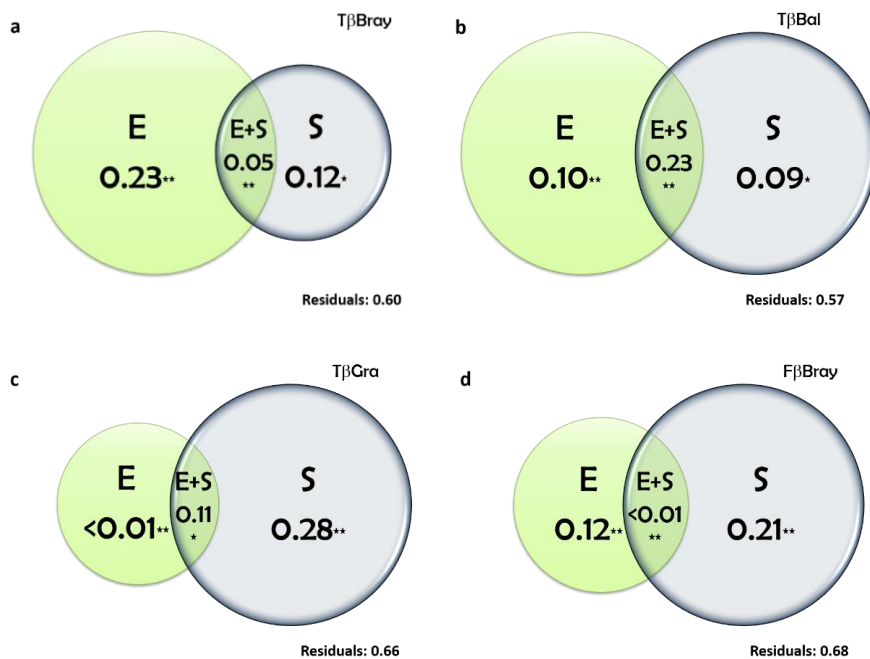 a
TβBray
E
0.23**
E+S
0.05
**
S
0.12*
Residuals: 0.60
b
TβBal
E
0.10**
E+S
0.23
**
S
0.09*
Residuals: 0.57
c
TβGra
E
<0.01**
E+S
0.11
*
S
0.28**
Residuals: 0.66
d
FβBray
E
0.12**
E+S
<0.01
**
S
0.21**
Residuals: 0.68